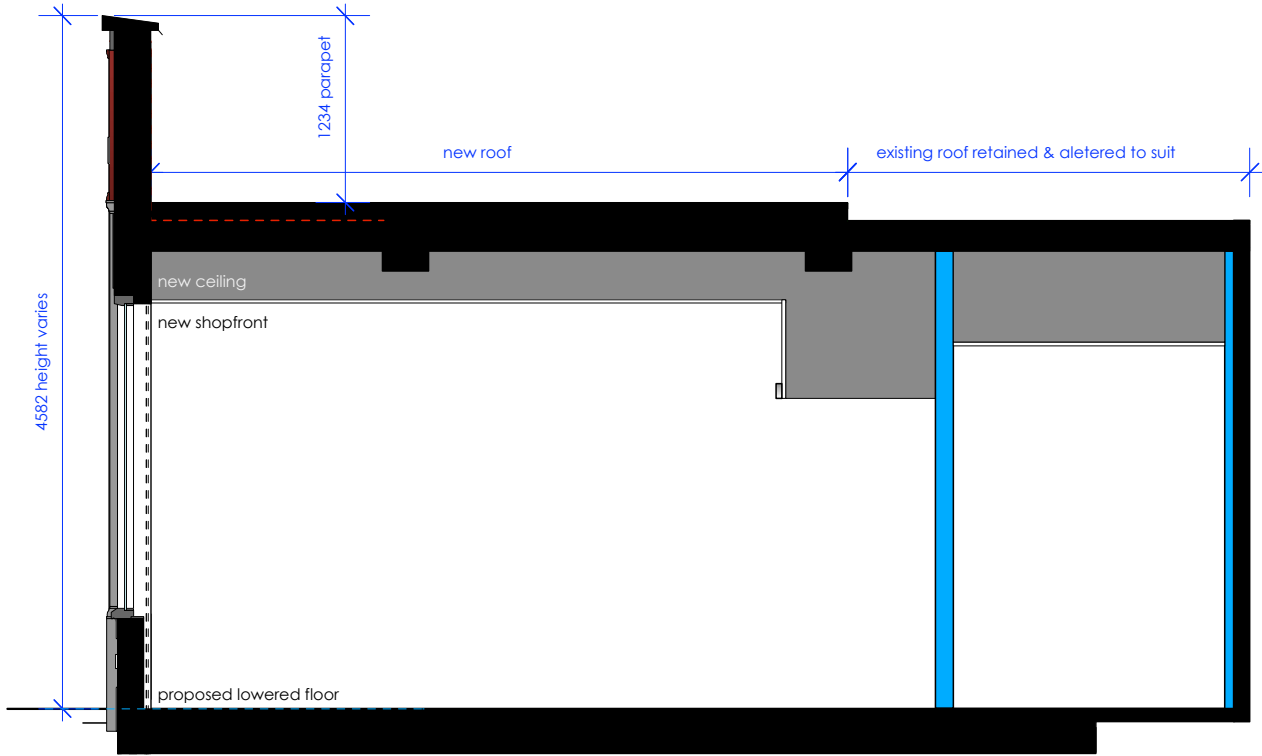 1234 parapet
new roof
existing roof retained & aletered to suit
new ceiling
new shopfront
4582 height varies
proposed lowered floor